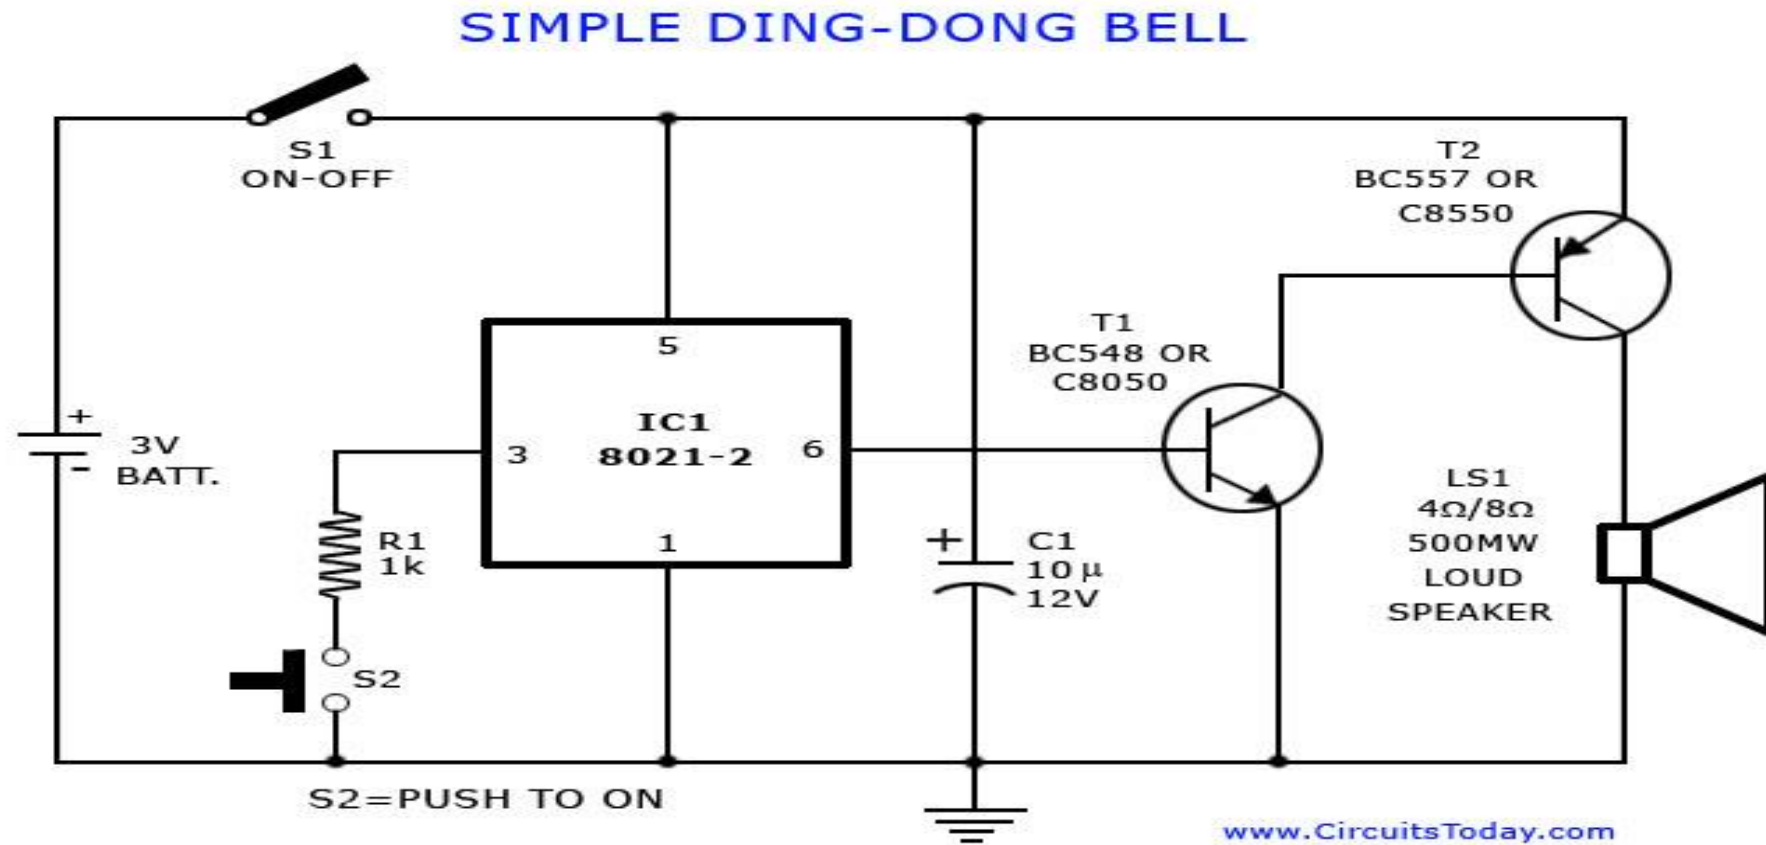 SIMPLE DING-DONG BELL
S1
ON-OFF
T2
BC557 OR
C8550
T1
BC548 OR
C8050
5
IC1
8021-2
3
6
1
+
3V
-
BATT.
R1
1k
S2
+
C1
10μ
12V
LS1
4Ω/8Ω
500MW
LOUD
SPEAKER
S2=PUSH TO ON
www.CircuitsToday.com